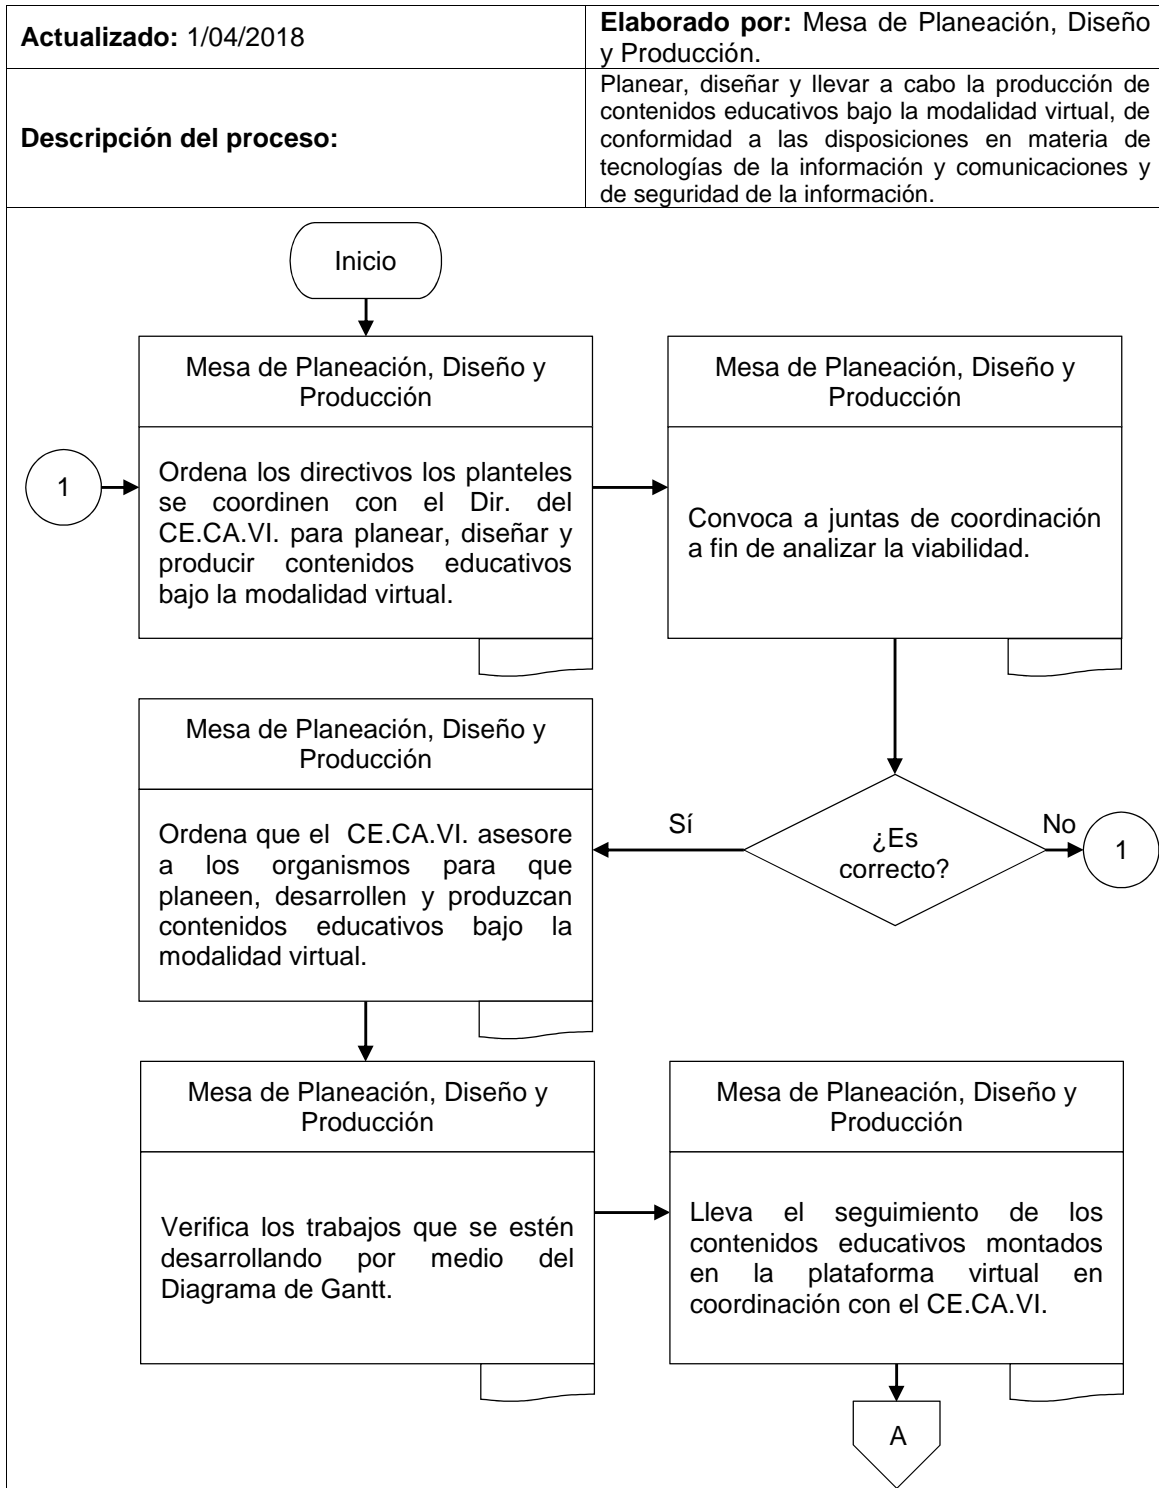 Actualizado: 1/04/2018
Elaborado por: Mesa de Planeación, Diseño
y Producción.
Descripción del proceso:
Planear, diseñar y llevar a cabo la producción de
contenidos educativos bajo la modalidad virtual, de
conformidad a las disposiciones en materia de
tecnologías de la información y comunicaciones y
de seguridad de la información.
Inicio
Mesa de Planeación, Diseño y
Producción
1
Ordena los directivos los planteles
se coordinen con el Dir. del
CE.CA.VI. para planear, diseñar y
producir contenidos educativos
bajo la modalidad virtual.
Mesa de Planeación, Diseño y
Producción
Convoca a juntas de coordinación
a fin de analizar la viabilidad.
¿Es
correcto?
No
1
Sí
Mesa de Planeación, Diseño y
Producción
Ordena que el CE.CA.VI. asesore
a los organismos para que
planeen, desarrollen y produzcan
contenidos educativos bajo la
modalidad virtual.
Mesa de Planeación, Diseño y
Producción
Verifica los trabajos que se estén
desarrollando por medio del
Diagrama de Gantt.
Mesa de Planeación, Diseño y
Producción
Lleva el seguimiento de los
contenidos educativos montados
en la plataforma virtual en
coordinación con el CE.CA.VI.
A